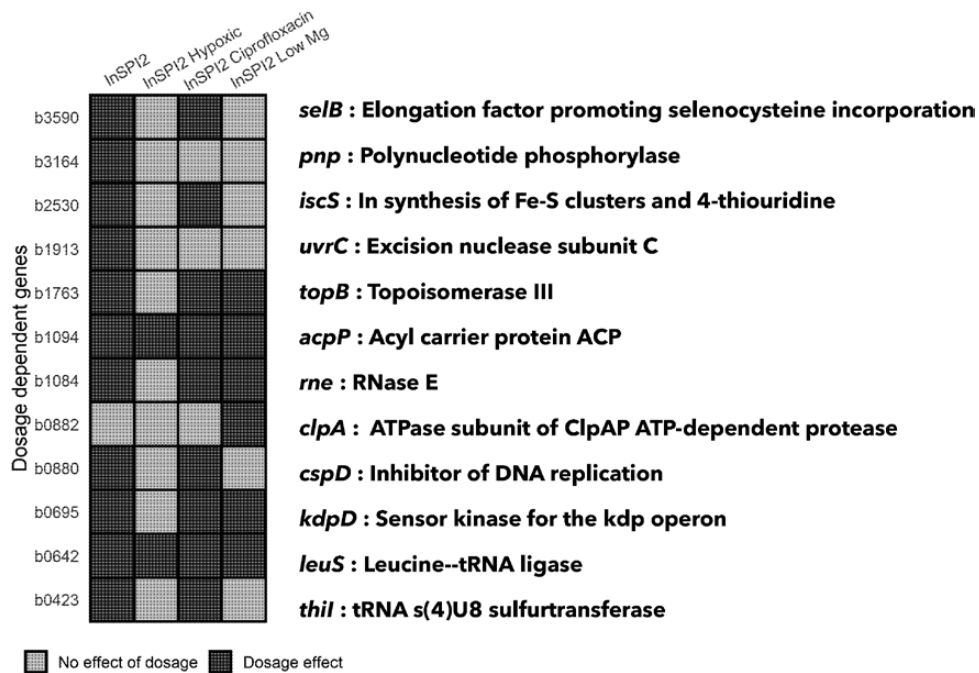 InSPI2
InSPI2 Hypoxic
InSPI2 Ciprofloxacin
InSPI2 Low Mg
Dosage dependent genes
b3590 selB : Elongation factor promoting selenocysteine incorporation
b3164 pnp : Polynucleotide phosphorylase
b2530 iscS : In synthesis of Fe-S clusters and 4-thiouridine
b1913 uvrC : Excision nuclease subunit C
b1763 topB : Topoisomerase III
b1094 acpP : Acyl carrier protein ACP
b1084 rne : RNase E
b0882 clpA : ATPase subunit of ClpAP ATP-dependent protease
b0880 cspD : Inhibitor of DNA replication
b0695 kdpD : Sensor kinase for the kdp operon
b0642 leuS : Leucine--tRNA ligase
b0423 thiI : tRNA s(4)U8 sulfurtransferase
No effect of dosage Dosage effect